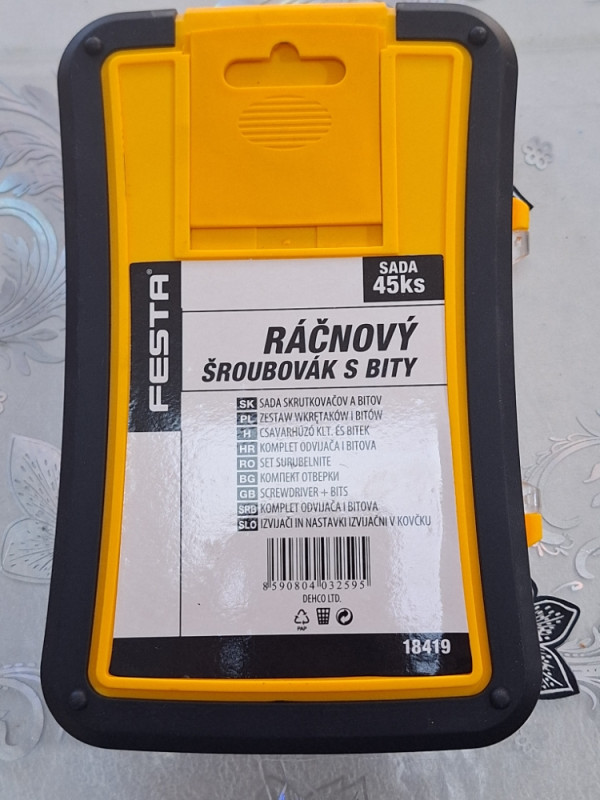 FESTA®
SADA
45ks
RÁČNOVÝ
ŠROUBOVÁK S BITY
SK SADA SKRUTKOVAČOV A BITOV
PL ZESTAW WKRĘTAKÓW I BITÓW
H CSAVARHÚZÓ KLT. ÉS BITEK
HR KOMPLET ODVIJAČA I BITOVA
RO SET SURUBELNITE
BG КОМПЕКТ ОТВЕРКИ
GB SCREWDRIVER + BITS
SRB KOMPLET ODVIJAČA I BITOVA
SLO IZVIJAČI IN NASTAVKI IZVIJAČNI V KOVČKU
8 590804 032595
DEHCO LTD.
PAP
18419